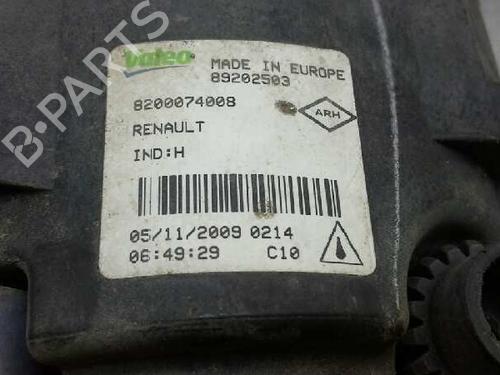 B-PARTS
Valeo
MADE IN EUROPE
89202503
8200074008
ARH
RENAULT
IND:H
05/11/2009 0214
06:49:29 C10